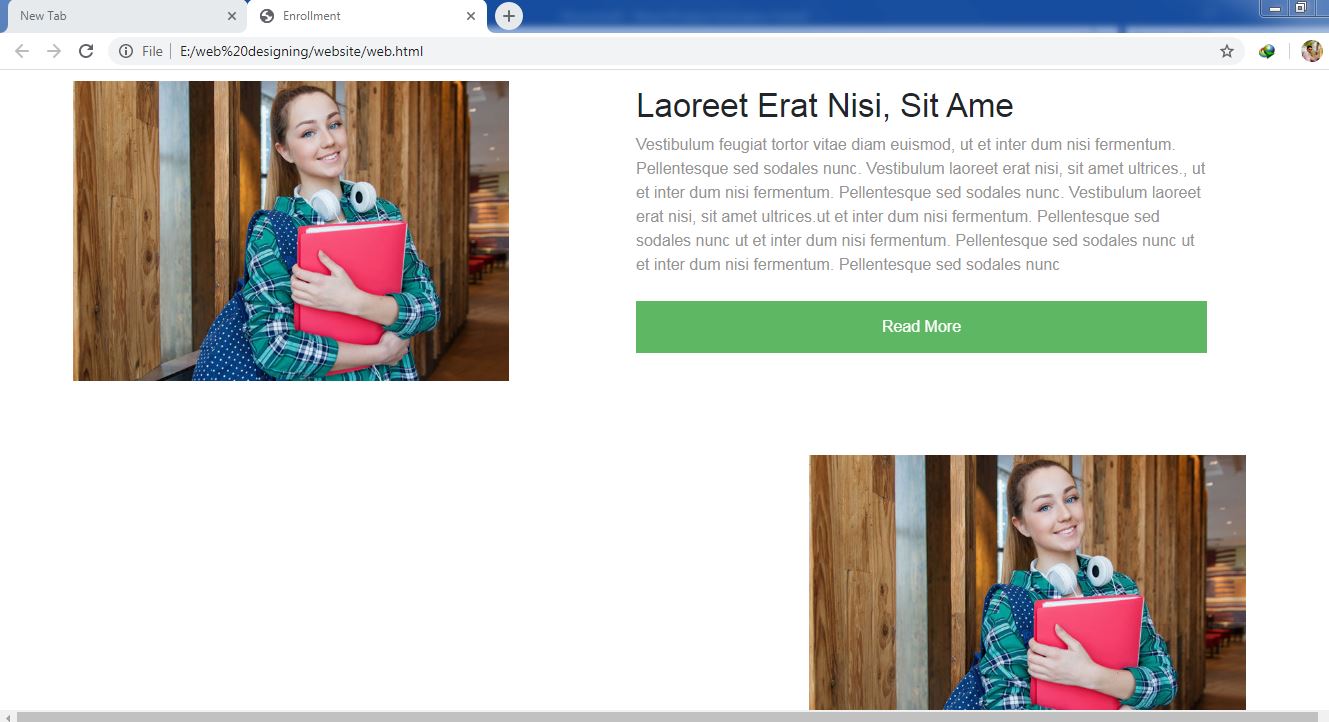 New Tab
Enrollment
File
E:/web%20designing/website/web.html
Laoreet Erat Nisi, Sit Ame
Vestibulum feugiat tortor vitae diam euismod, ut et inter dum nisi fermentum.
Pellentesque sed sodales nunc. Vestibulum laoreet erat nisi, sit amet ultrices., ut
et inter dum nisi fermentum. Pellentesque sed sodales nunc. Vestibulum laoreet
erat nisi, sit amet ultrices.ut et inter dum nisi fermentum. Pellentesque sed
sodales nunc ut et inter dum nisi fermentum. Pellentesque sed sodales nunc ut
et inter dum nisi fermentum. Pellentesque sed sodales nunc
Read More